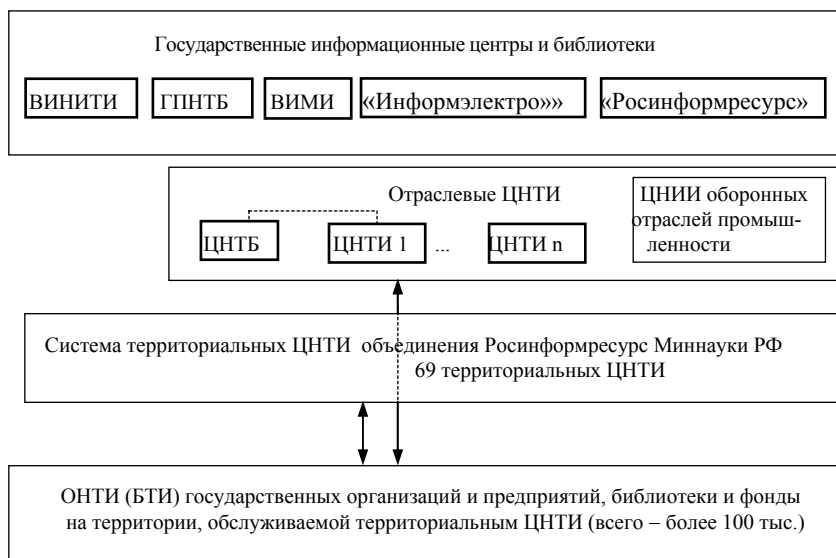 Государственные информационные центры и библиотеки
ВИНИТИ ГПНТБ ВИМИ «Информэлектро»» «Росинформресурс»
Отраслевые ЦНТИ
ЦНТБ ЦНТИ 1 ... ЦНТИ n
ЦНИИ оборонных
отраслей промыш-
ленности
Система территориальных ЦНТИ объединения Росинформресурс Миннауки РФ
69 территориальных ЦНТИ
ОНТИ (БТИ) государственных организаций и предприятий, библиотеки и фонды
на территории, обслуживаемой территориальным ЦНТИ (всего – более 100 тыс.)